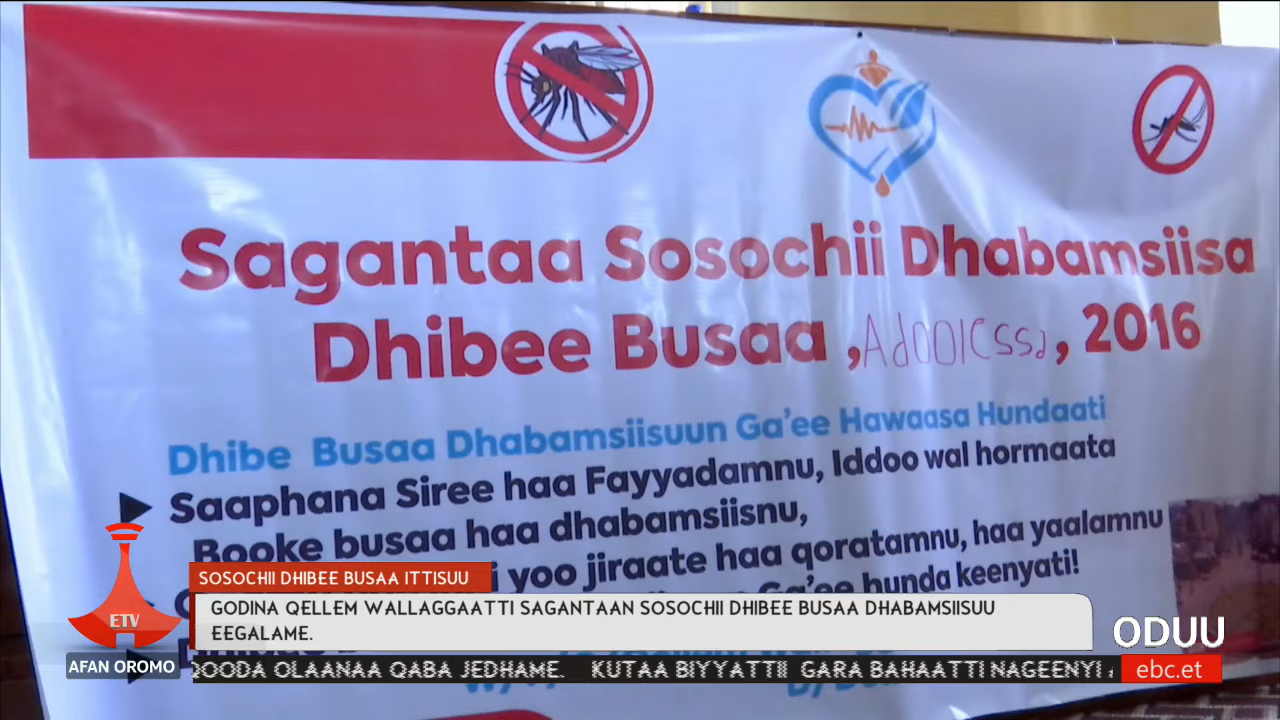 Sagantaa Sosochii Dhabamsiisa
Dhibee Busaa , Adoolessa, 2016
Dhibe Busaa Dhabamsiisuun Ga'ee Hawaasa Hundaati
Saaphana Siree haa Fayyadamnu, Iddoo wal hormaata
Booke busaa haa dhabamsiisnu,
yoo jiraate haa qoratamnu, haa yaalamnu
Ga'ee hunda keenyati!
SOSOCHII DHIBEE BUSAA ITTISUU
GODINA QELLEM WALLAGGAATTI SAGANTAAN SOSOCHII DHIBEE BUSAA DHABAMSIISUU
EEGALAME.
ETV
AFAN OROMO
OLAANAA QABA JEDHAME. KUTAA BIYYATTII GARA BAHAATTI NAGEENYI
ODUU
ebc.et